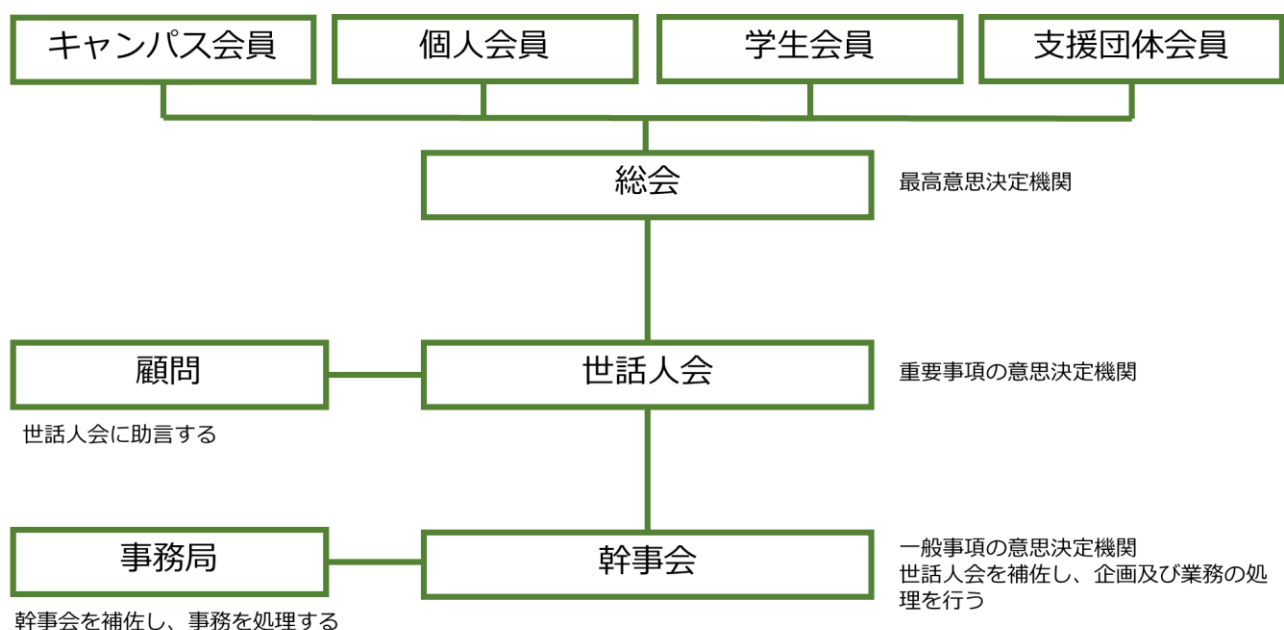 キャンパス会員
個人会員
学生会員
支援団体会員
総会
最高意思決定機関
顧問
世話人会
重要事項の意思決定機関
世話人会に助言する
事務局
幹事会
一般事項の意思決定機関
世話人会を補佐し、企画及び業務の処
理を行う
幹事会を補佐し、事務を処理する